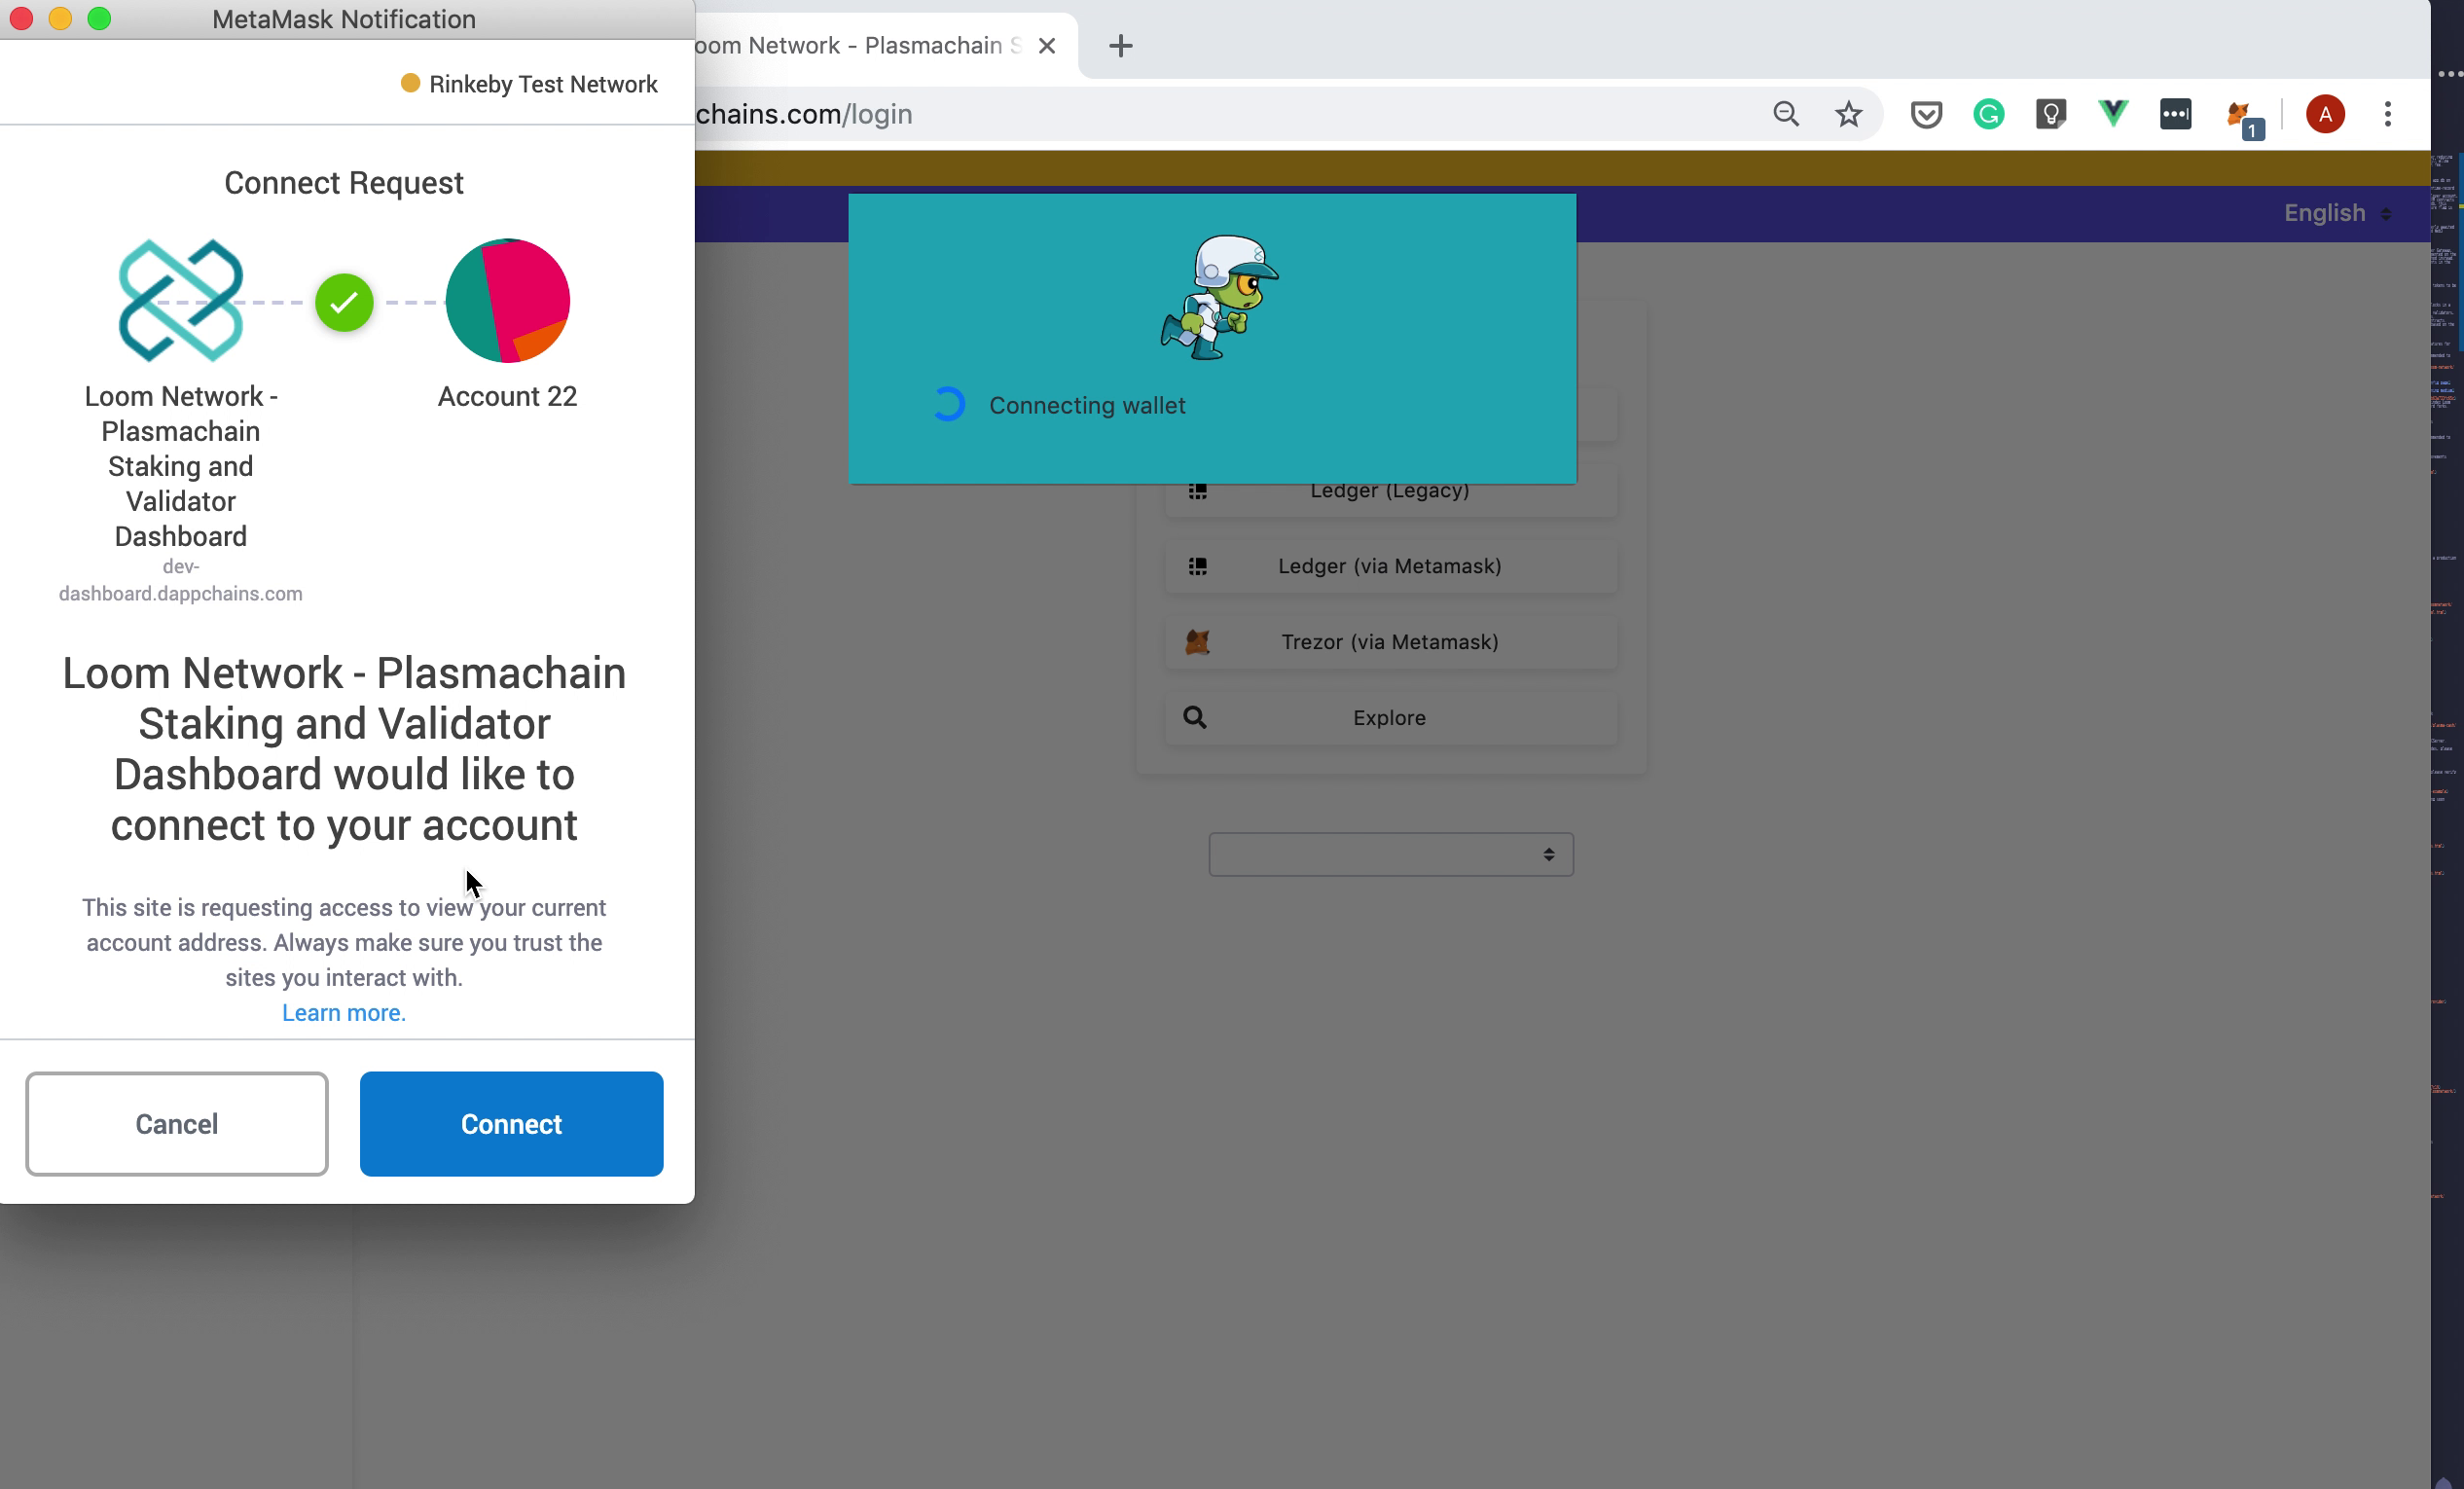 MetaMask Notification
Rinkeby Test Network
Connect Request
Loom Network -
Plasmachain
Staking and
Validator
Dashboard
dev-
dashboard.dappchains.com
Account 22
Loom Network - Plasmachain
Staking and Validator
Dashboard would like to
connect to your account
This site is requesting access to view your current
account address. Always make sure you trust the
sites you interact with.
Learn more.
Cancel
Connect
oom Network - Plasmachain S
chains.com/login
1
A
English
Connecting wallet
Ledger (Legacy)
Ledger (via Metamask)
Trezor (via Metamask)
Explore